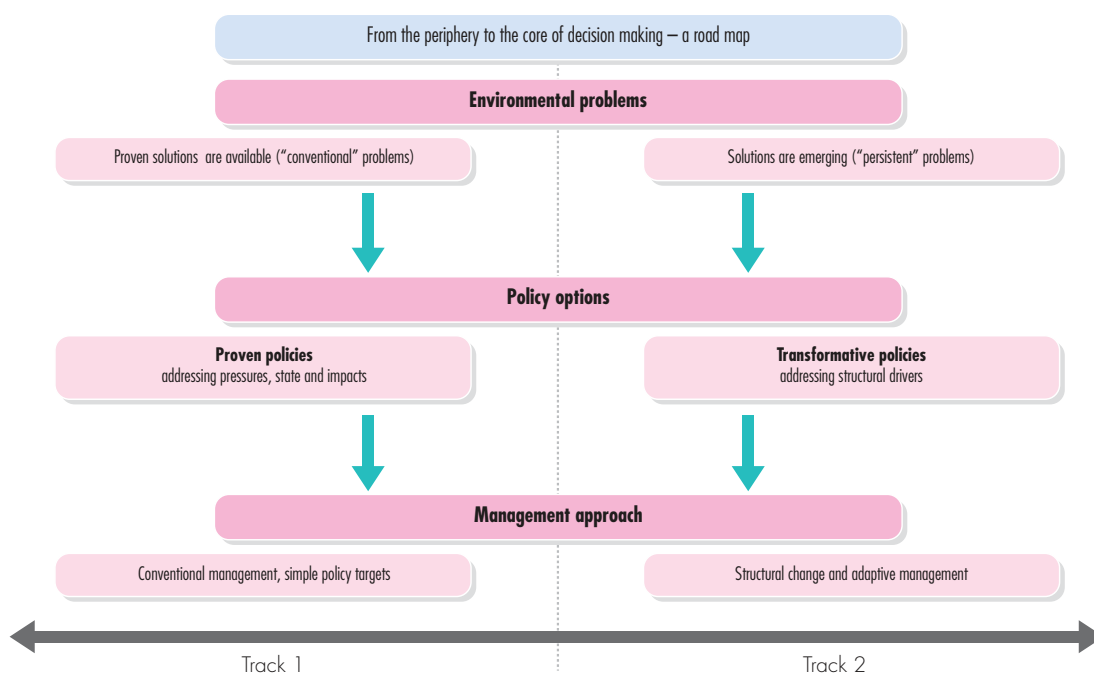 From the periphery to the core of decision making – a road map
Environmental problems
Proven solutions are available (“conventional” problems)
Solutions are emerging (“persistent” problems)
Policy options
Proven policies
addressing pressures, state and impacts
Transformative policies
addressing structural drivers
Management approach
Conventional management, simple policy targets
Structural change and adaptive management
Track 1
Track 2